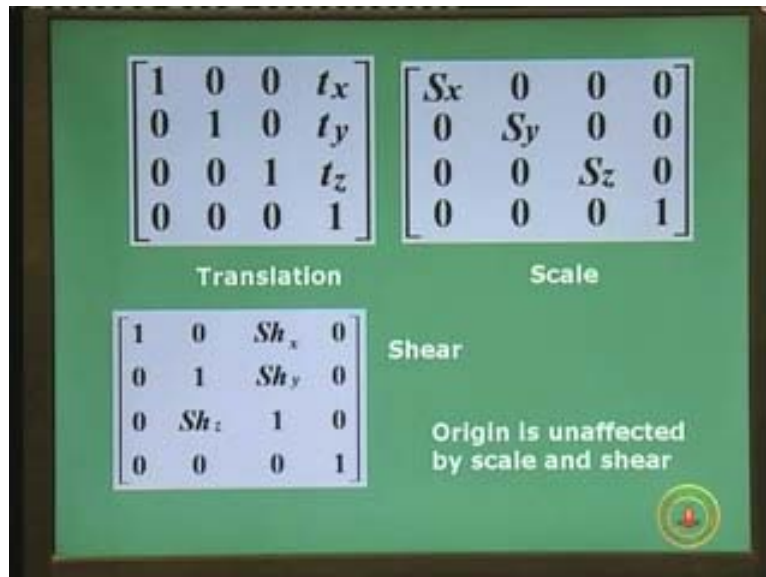 1 0 0 tx
0 1 0 ty
0 0 1 tz
0 0 0 1
Translation
Sx 0 0 0
0 Sy 0 0
0 0 Sz 0
0 0 0 1
Scale
1 0 Shx 0
0 1 Shy 0
0 Shz 1 0
0 0 0 1
Shear
Origin is unaffected
by scale and shear